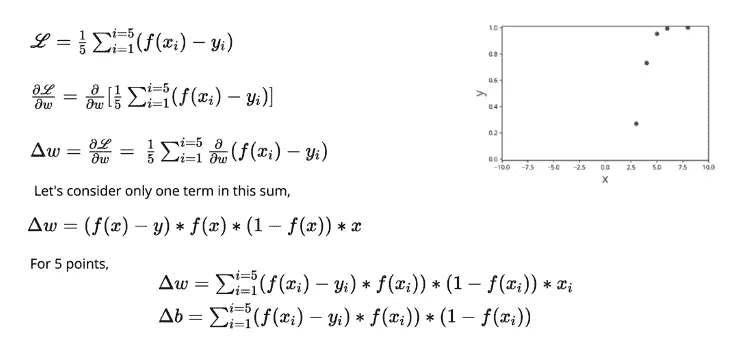 ℒ = 1/5 ∑_{i=1}^{i=5} (f(x_i) − y_i)
∂ℒ/∂w = ∂/∂w [1/5 ∑_{i=1}^{i=5} (f(x_i) − y_i)]
Δw = ∂ℒ/∂w = 1/5 ∑_{i=1}^{i=5} ∂/∂w (f(x_i) − y_i)
Let's consider only one term in this sum,
Δw = (f(x) − y) * f(x) * (1 − f(x)) * x
For 5 points,
Δw = ∑_{i=1}^{i=5} (f(x_i) − y_i) * f(x_i)) * (1 − f(x_i)) * x_i
Δb = ∑_{i=1}^{i=5} (f(x_i) − y_i) * f(x_i)) * (1 − f(x_i))
1.0
0.8
0.6
0.4
0.2
0.0
y
-10.0 -7.5 -5.0 -2.5 0.0 2.5 5.0 7.5 10.0
x